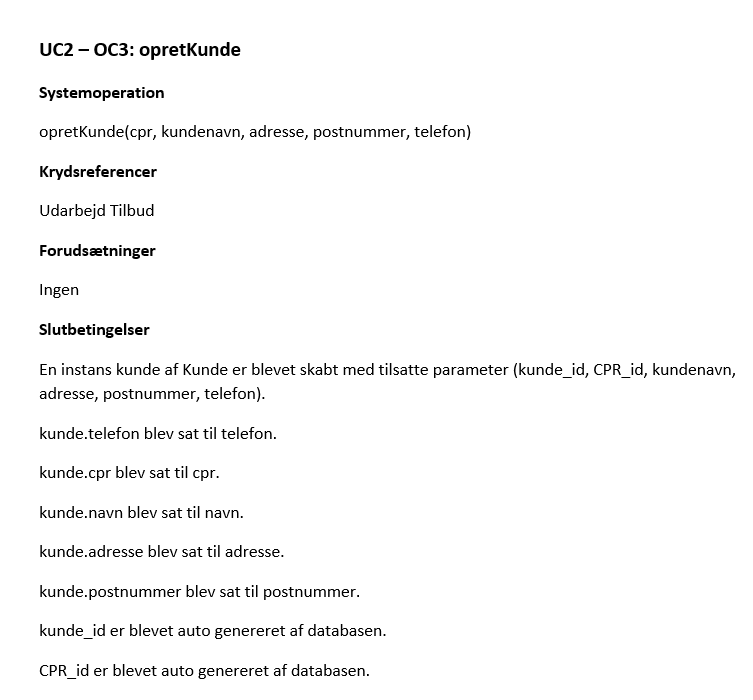 UC2 – OC3: opretKunde
Systemoperation
opretKunde(cpr, kundenavn, adresse, postnummer, telefon)
Krydsreferencer
Udarbejd Tilbud
Forudsætninger
Ingen
Slutbetingelser
En instans kunde af Kunde er blevet skabt med tilsatte parameter (kunde_id, CPR_id, kundenavn,
adresse, postnummer, telefon).
kunde.telefon blev sat til telefon.
kunde.cpr blev sat til cpr.
kunde.navn blev sat til navn.
kunde.adresse blev sat til adresse.
kunde.postnummer blev sat til postnummer.
kunde_id er blevet auto genereret af databasen.
CPR_id er blevet auto genereret af databasen.